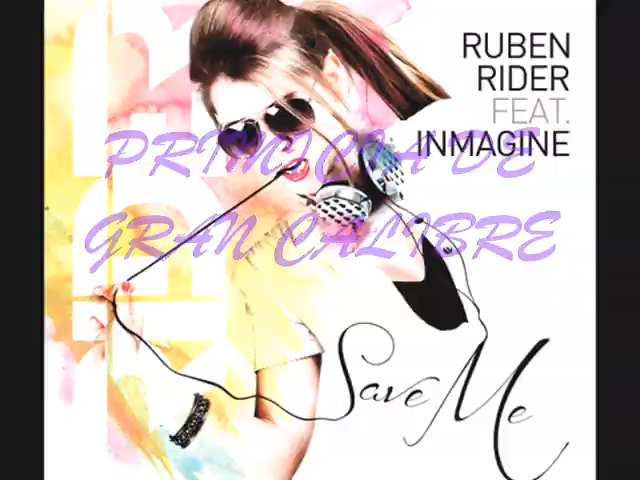 RUBEN
RIDER
FEAT.
INMAGINE
PRIMICIA DE
GRAN CALIBRE
Save Me